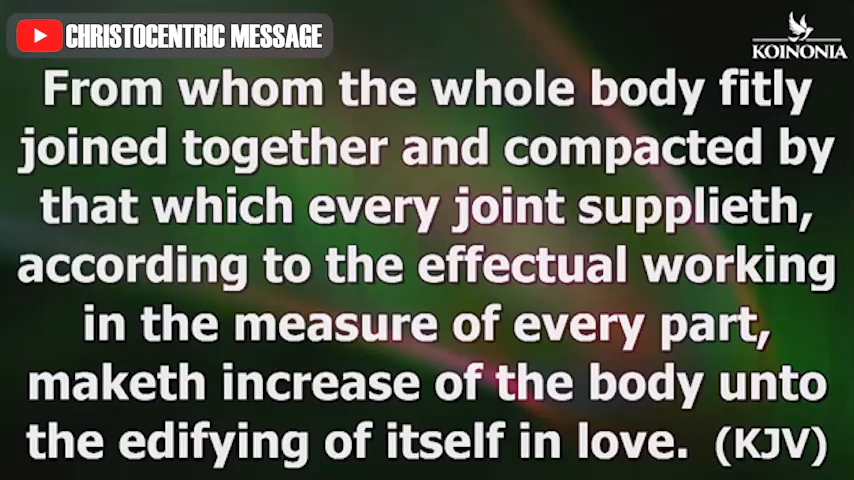 CHRISTOCENTRIC MESSAGE
KOINONIA
From whom the whole body fitly
joined together and compacted by
that which every joint supplieth,
according to the effectual working
in the measure of every part,
maketh increase of the body unto
the edifying of itself in love. (KJV)